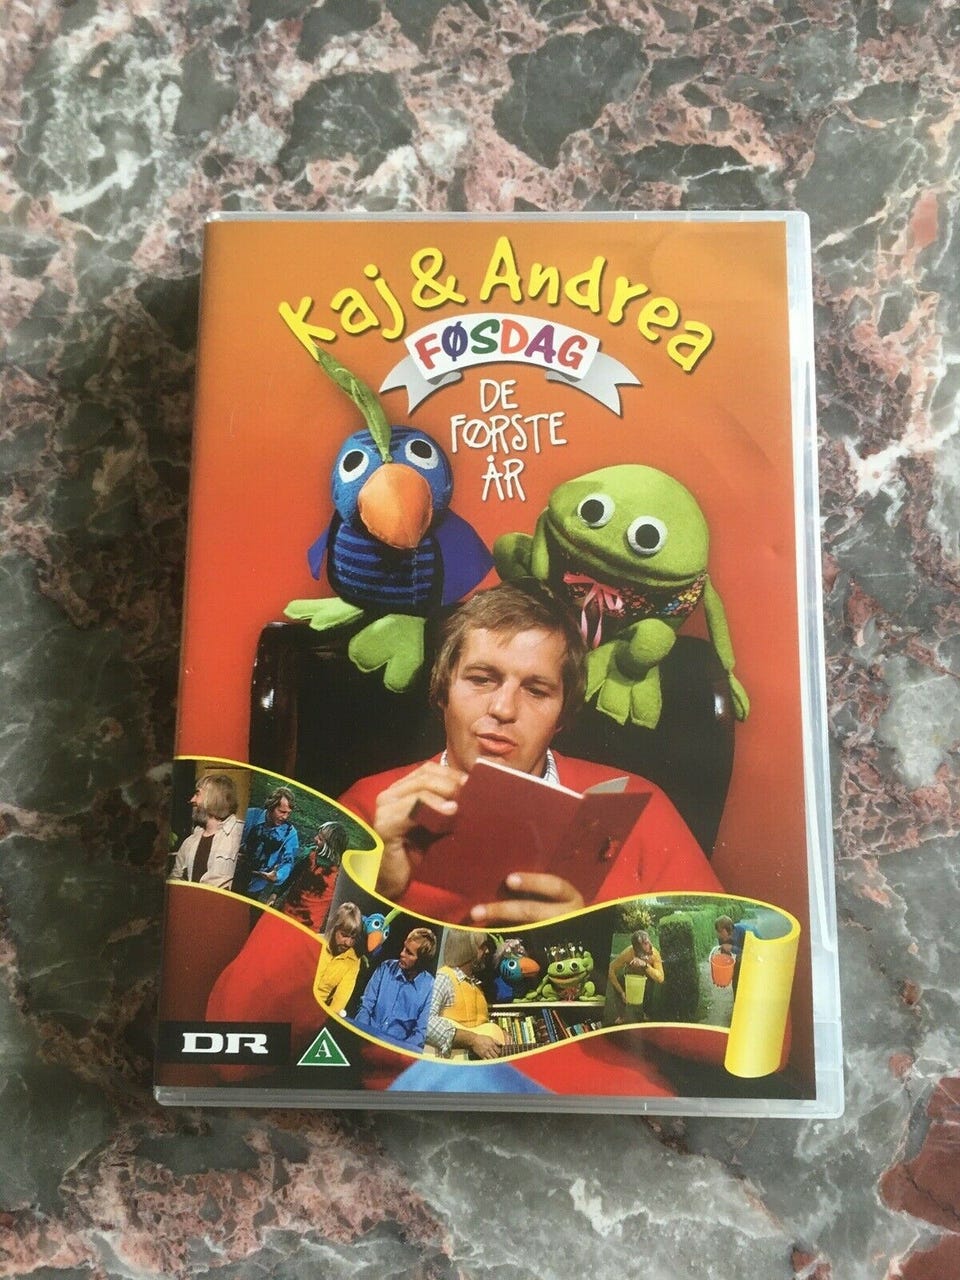 Kaj & Andrea
FØSDAG
DE
FØRSTE
ÅR
DR
A